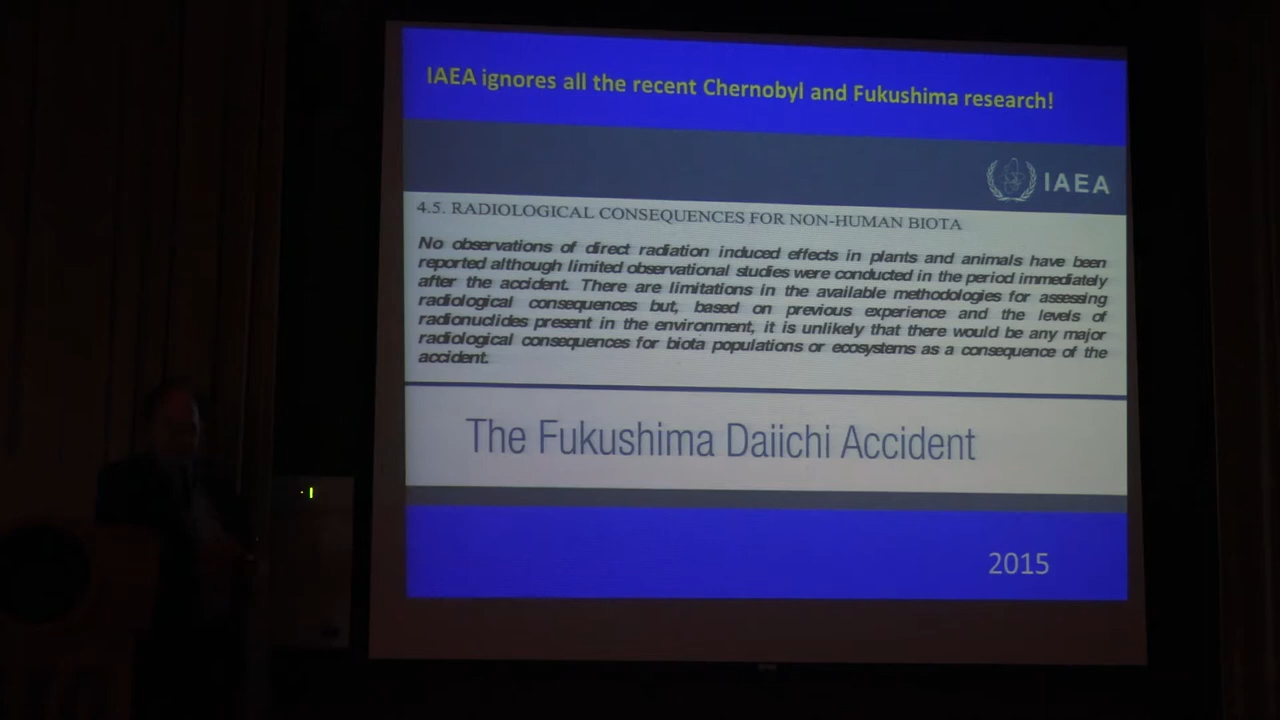 IAEA ignores all the recent Chernobyl and Fukushima research!
IAEA
4.5. RADIOLOGICAL CONSEQUENCES FOR NON-HUMAN BIOTA
No observations of direct radiation induced effects in plants and animals have been
reported although limited observational studies were conducted in the period immediately
after the accident. There are limitations in the available methodologies for assessing
radiological consequences but, based on previous experience and the levels of
radionuclides present in the environment, it is unlikely that there would be any major
radiological consequences for biota populations or ecosystems as a consequence of the
accident.
The Fukushima Daiichi Accident
2015